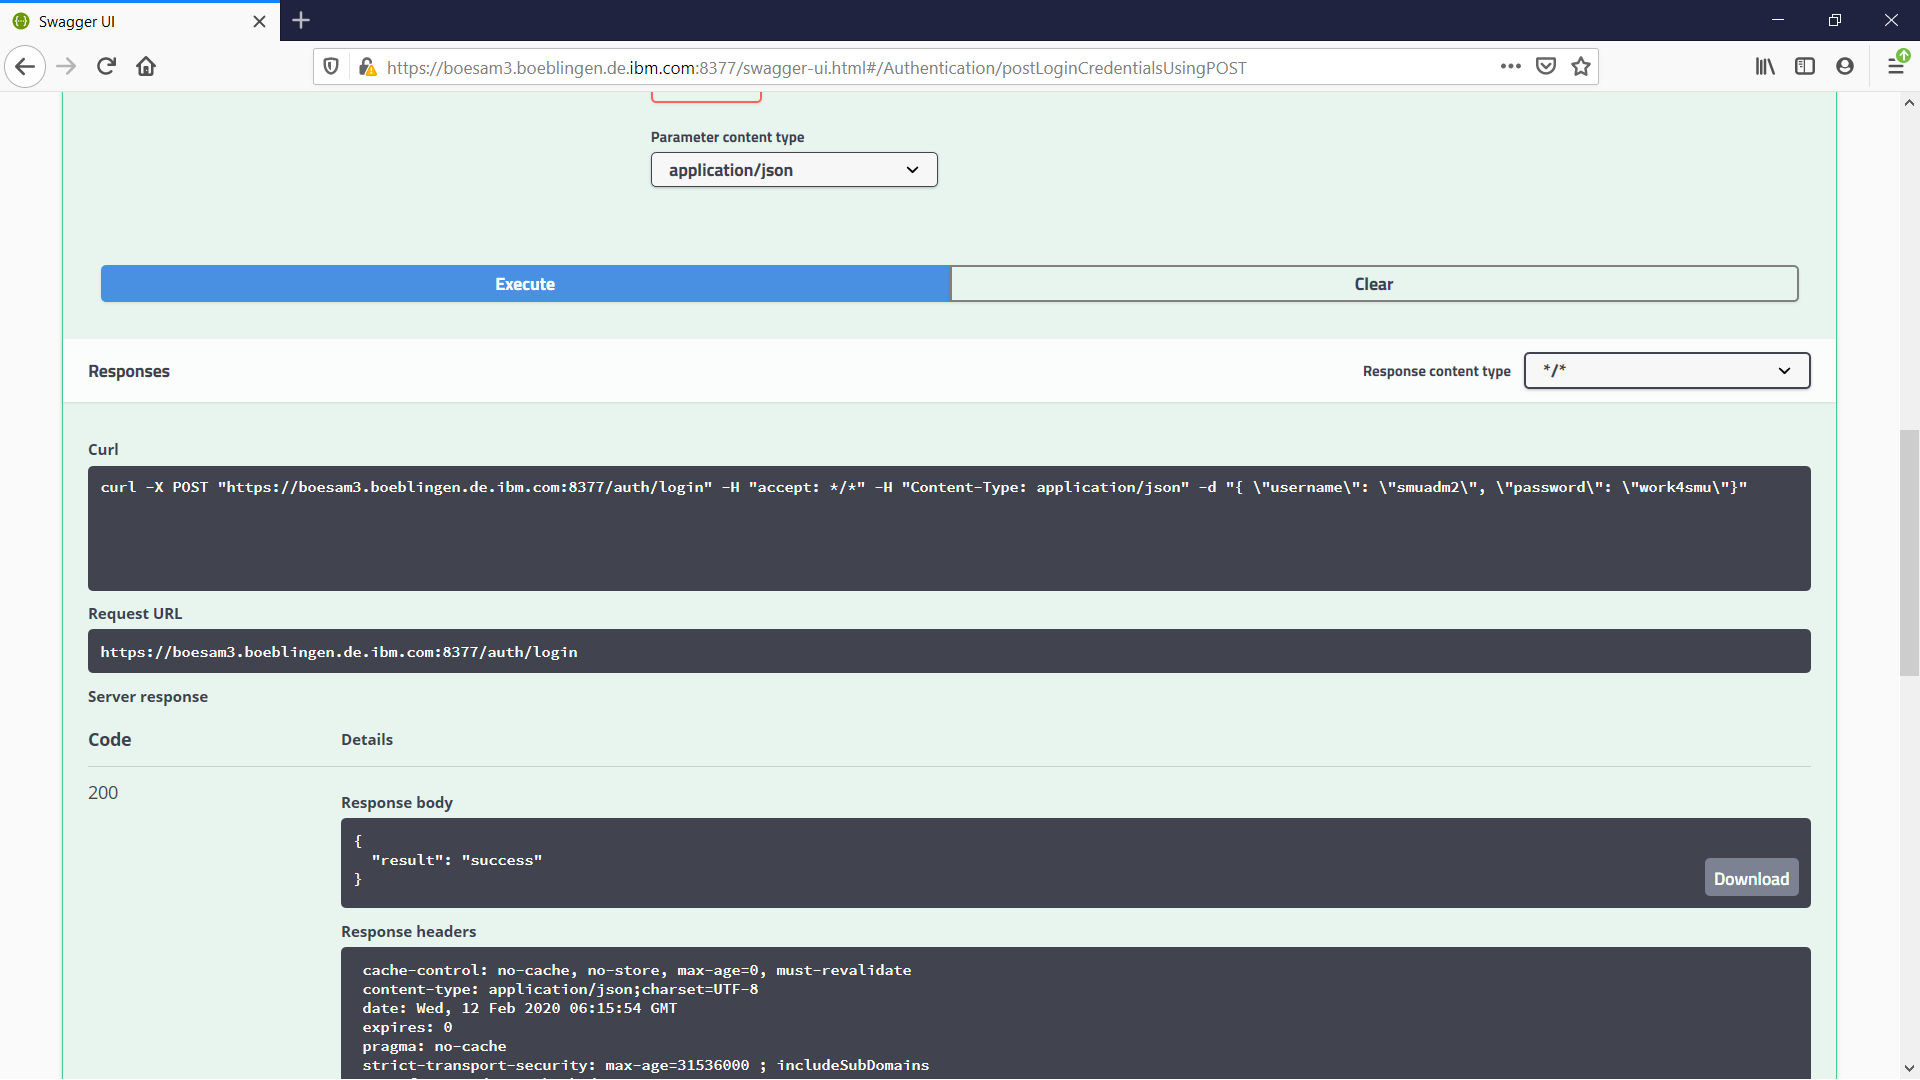 Swagger UI
https://boesam3.boeblingen.de.ibm.com:8377/swagger-ui.html#/Authentication/postLoginCredentialsUsingPOST
Parameter content type
application/json
Execute
Clear
Responses
Response content type
*/*
Curl
curl -X POST "https://boesam3.boeblingen.de.ibm.com:8377/auth/login" -H "accept: */*" -H "Content-Type: application/json" -d "{ \"username\": \"smuadm2\", \"password\": \"work4smu\"}"
Request URL
https://boesam3.boeblingen.de.ibm.com:8377/auth/login
Server response
Code
Details
200
Response body
{
"result": "success"
}
Download
Response headers
cache-control: no-cache, no-store, max-age=0, must-revalidate
content-type: application/json;charset=UTF-8
date: Wed, 12 Feb 2020 06:15:54 GMT
expires: 0
pragma: no-cache
strict-transport-security: max-age=31536000 ; includeSubDomains